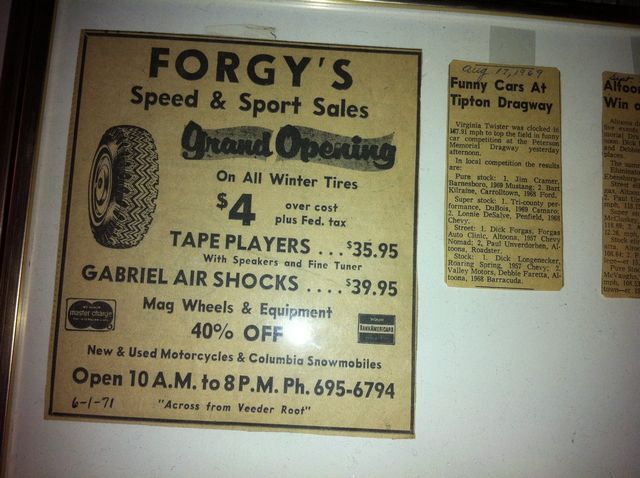 FORGY'S
Speed & Sport Sales
Grand Opening
On All Winter Tires
$4 over cost
plus Fed. tax
TAPE PLAYERS ... $35.95
With Speakers and Fine Tuner
GABRIEL AIR SHOCKS .... $39.95
Mag Wheels & Equipment
40% OFF
master charge
BANKAMERICARD
New & Used Motorcycles & Columbia Snowmobiles
Open 10 A.M. to 8 P.M. Ph. 695-6794
6-1-71
"Across from Veeder Root"
Aug 17, 1969
Funny Cars At
Tipton Dragway
Virginia Twister was clocked in
187.91 mph to top the field in funny
car competition at the Peterson
Memorial Dragway yesterday
afternoon.
In local competition the results
are:
Pure stock: 1. Jim Cramer,
Barnesboro, 1969 Mustang; 2. Bart
Kitraine, Carrolltown, 1968 Ford.
Super stock: 1. Tri-county per-
formance, DuBois, 1969 Camaro;
2. Lonnie DeSalve, Penfield, 1968
Chevy.
Street: 1. Dick Forgas, Forgas
Auto Clinic, Altoona, 1957 Chevy
Nomad; 2, Paul Unverdorben, Al-
toona, Roadster.
Stock: 1. Dick Longenecker,
Roaring Spring, 1957 Chevy; 2.
Valley Motors, Debbie Faretta, Al-
toona, 1968 Barracuda.
Sept
Altoon
Win